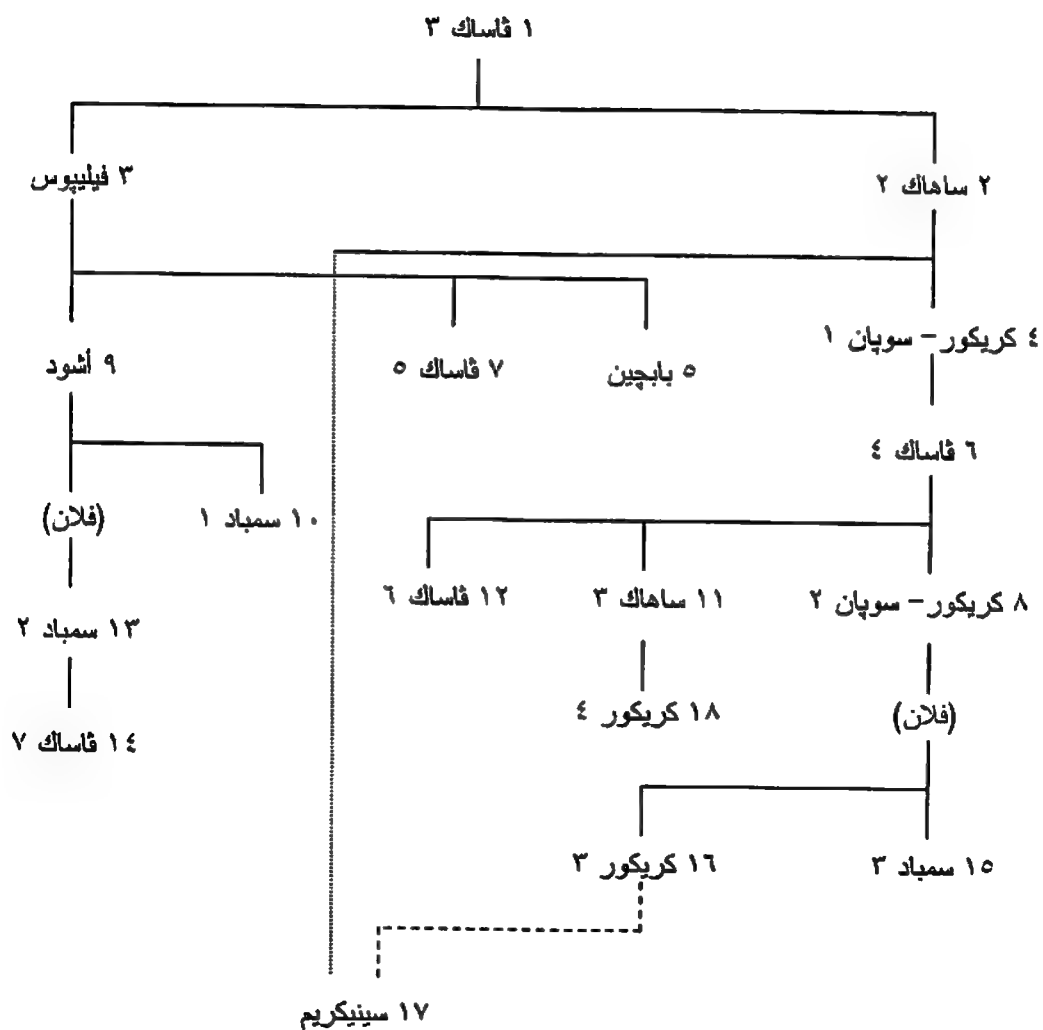 ١ ڤاساك ٣
٢ ساهاك ٢
٣ فيليپوس
٤ كريكور – سوپان ١
٥ بابچين
٧ ڤاساك ٥
٩ أشود
٦ ڤاساك ٤
١٠ سمباد ١
(فلان)
٨ كريكور – سوپان ٢
١١ ساهاك ٣
١٢ ڤاساك ٦
١٣ سمباد ٢
(فلان)
١٨ كريكور ٤
١٤ ڤاساك ٧
١٥ سمباد ٣
١٦ كريكور ٣
١٧ سينيكريم